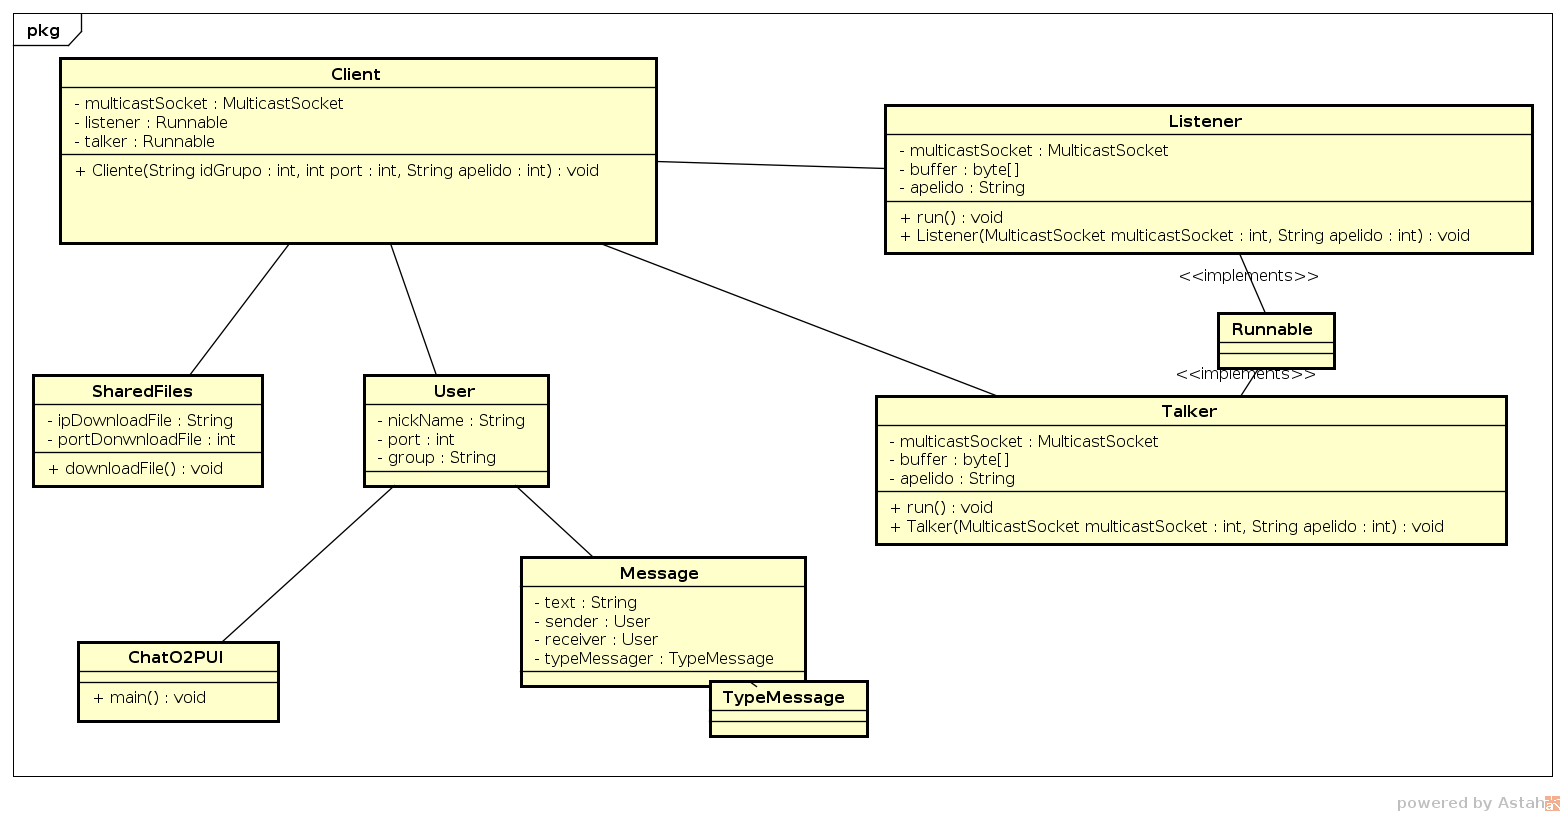 pkg
Client
- multicastSocket : MulticastSocket
- listener : Runnable
- talker : Runnable
+ Cliente(String idGrupo : int, int port : int, String apelido : int) : void
Listener
- multicastSocket : MulticastSocket
- buffer : byte[]
- apelido : String
+ run() : void
+ Listener(MulticastSocket multicastSocket : int, String apelido : int) : void
<<implements>>
Runnable
<<implements>>
SharedFiles
- ipDownloadFile : String
- portDonwnloadFile : int
+ downloadFile() : void
User
- nickName : String
- port : int
- group : String
Talker
- multicastSocket : MulticastSocket
- buffer : byte[]
- apelido : String
+ run() : void
+ Talker(MulticastSocket multicastSocket : int, String apelido : int) : void
Message
- text : String
- sender : User
- receiver : User
- typeMessager : TypeMessage
ChatO2PUI
+ main() : void
TypeMessage
powered by Astah